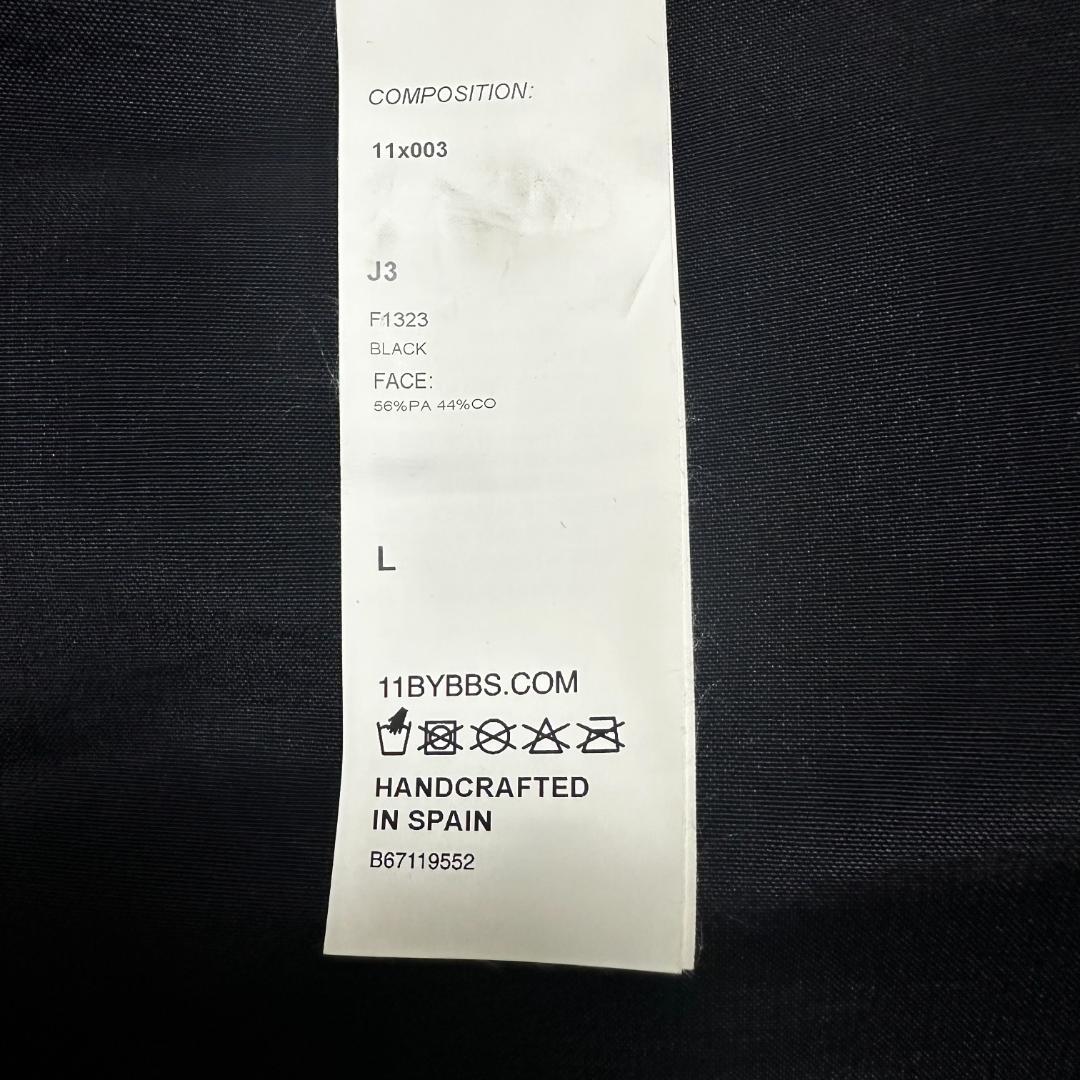 COMPOSITION:
11x003
J3
F1323
BLACK
FACE:
56%PA 44%CO
L
11BYBBS.COM
HANDCRAFTED
IN SPAIN
B67119552